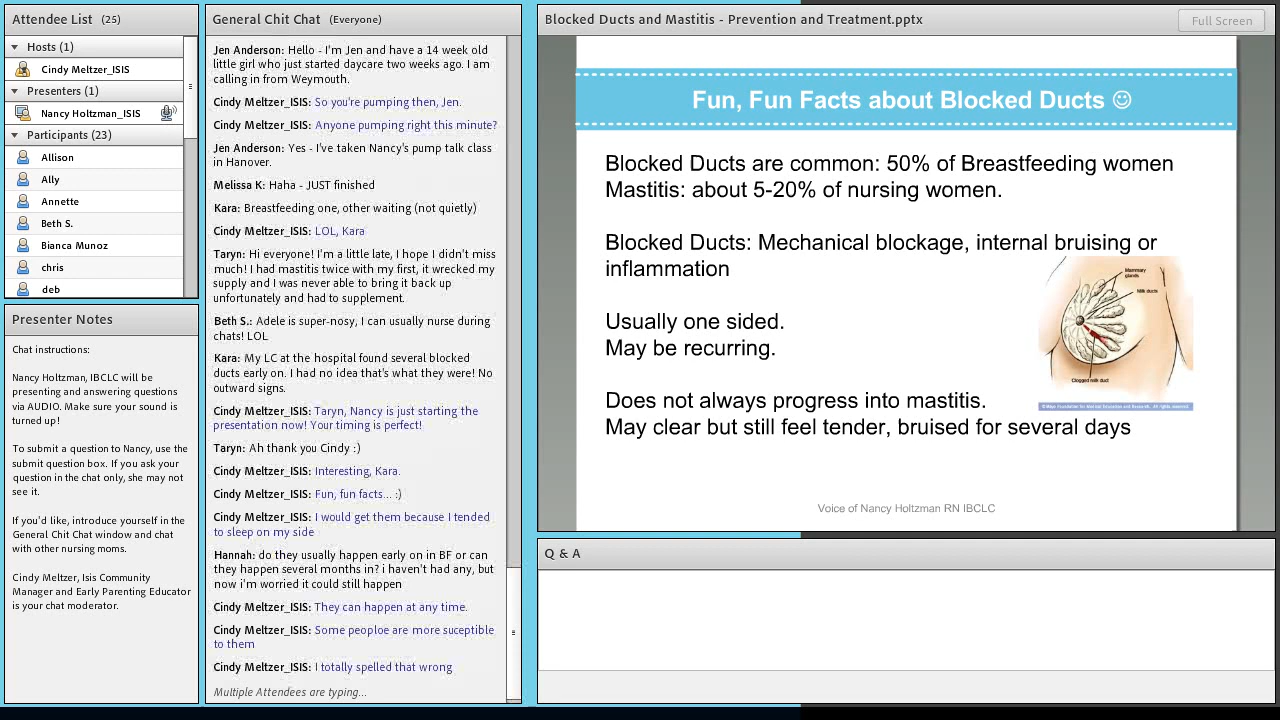 Attendee List (25)
Hosts (1)
Cindy Meltzer_ISIS
Presenters (1)
Nancy Holtzman_ISIS
Participants (23)
Allison
Ally
Annette
Beth S.
Bianca Munoz
chris
deb
Presenter Notes
Chat instructions:
Nancy Holtzman, IBCLC will be
presenting and answering questions
via AUDIO. Make sure your sound is
turned up!
To submit a question to Nancy, use the
submit question box. If you ask your
question in the chat only, she may not
see it.
If you'd like, introduce yourself in the
General Chit Chat window and chat
with other nursing moms.
Cindy Meltzer, Isis Community
Manager and Early Parenting Educator
is your chat moderator.
General Chit Chat (Everyone)
Jen Anderson: Hello - I'm Jen and have a 14 week old
little girl who just started daycare two weeks ago. I am
calling in from Weymouth.
Cindy Meltzer_ISIS: So you're pumping then, Jen.
Cindy Meltzer_ISIS: Anyone pumping right this minute?
Jen Anderson: Yes - I've taken Nancy's pump talk class
in Hanover.
Melissa K: Haha - JUST finished
Kara: Breastfeeding one, other waiting (not quietly)
Cindy Meltzer_ISIS: LOL, Kara
Taryn: Hi everyone! I'm a little late, I hope I didn't miss
much! I had mastitis twice with my first, it wrecked my
supply and I was never able to bring it back up
unfortunately and had to supplement.
Beth S.: Adele is super-nosy, I can usually nurse during
chats! LOL
Kara: My LC at the hospital found several blocked
ducts early on. I had no idea that's what they were! No
outward signs.
Cindy Meltzer_ISIS: Taryn, Nancy is just starting the
presentation now! Your timing is perfect!
Taryn: Ah thank you Cindy :)
Cindy Meltzer_ISIS: Interesting, Kara.
Cindy Meltzer_ISIS: Fun, fun facts... :)
Cindy Meltzer_ISIS: I would get them because I tended
to sleep on my side
Hannah: do they usually happen early on in BF or can
they happen several months in? i haven't had any, but
now i'm worried it could still happen
Cindy Meltzer_ISIS: They can happen at any time.
Cindy Meltzer_ISIS: Some peoploe are more suceptible
to them
Cindy Meltzer_ISIS: I totally spelled that wrong
Multiple Attendees are typing...
Blocked Ducts and Mastitis - Prevention and Treatment.pptx
Full Screen
Fun, Fun Facts about Blocked Ducts ☺
Blocked Ducts are common: 50% of Breastfeeding women
Mastitis: about 5-20% of nursing women.
Blocked Ducts: Mechanical blockage, internal bruising or
inflammation
Mammary
glands
Milk ducts
Clogged milk duct
Usually one sided.
May be recurring.
Does not always progress into mastitis.
May clear but still feel tender, bruised for several days
Voice of Nancy Holtzman RN IBCLC
Q & A